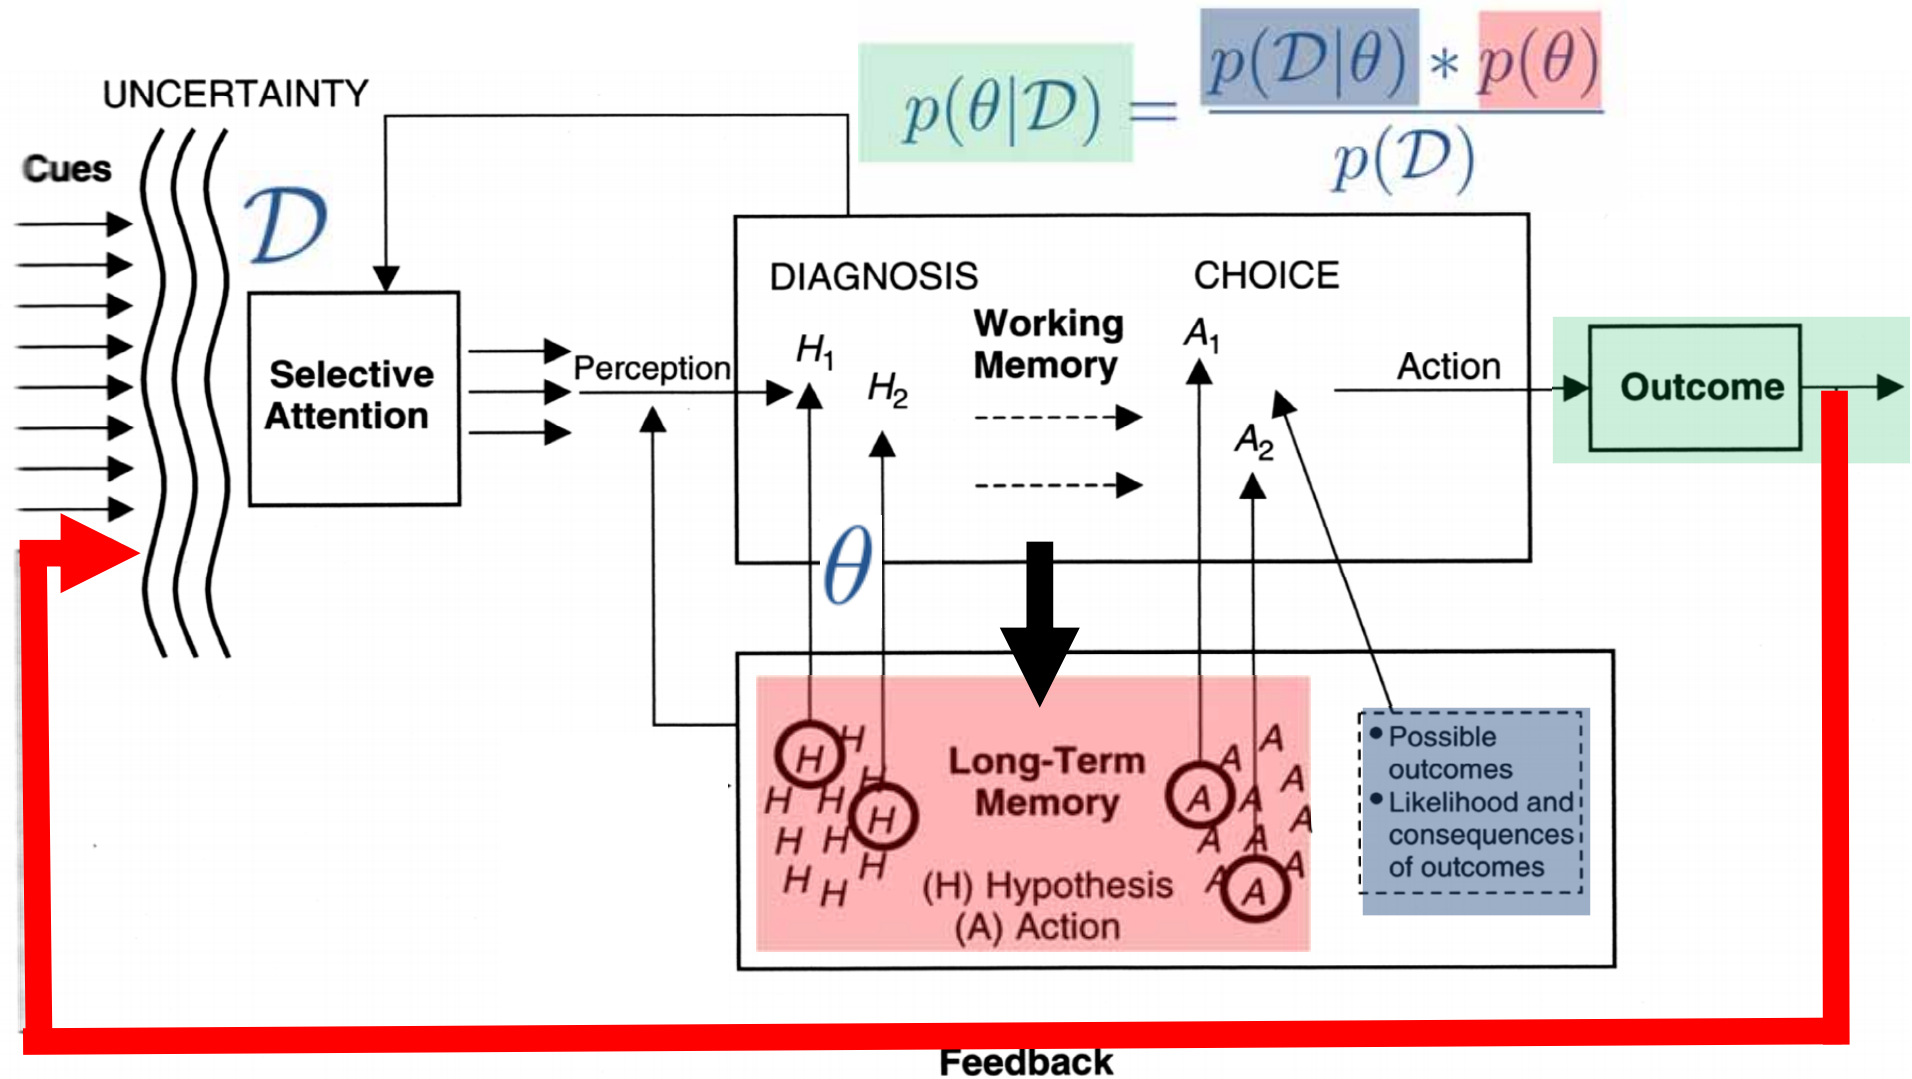 UNCERTAINTY
Cues
𝒟
p(θ|𝒟) = p(𝒟|θ) * p(θ)
p(𝒟)
Selective
Attention
Perception
DIAGNOSIS
CHOICE
H1
H2
Working
Memory
A1
A2
Action
Outcome
θ
H H
H
H H H
H H
H
H H
Long-Term
Memory
(H) Hypothesis
(A) Action
A A
A
A A
A
A A
A A
A
• Possible
outcomes
• Likelihood and
consequences
of outcomes
Feedback